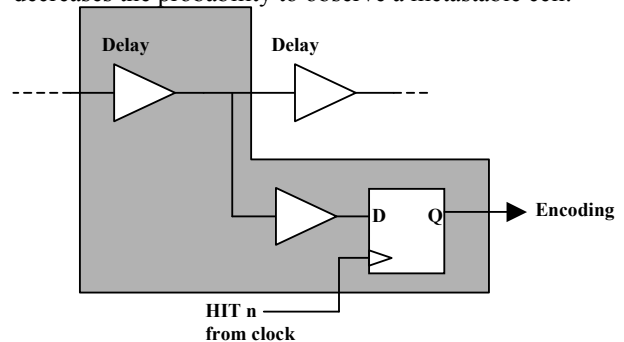 decreases the probability to observe a metastable cell.
Delay
Delay
D
Q
Encoding
HIT n
from clock